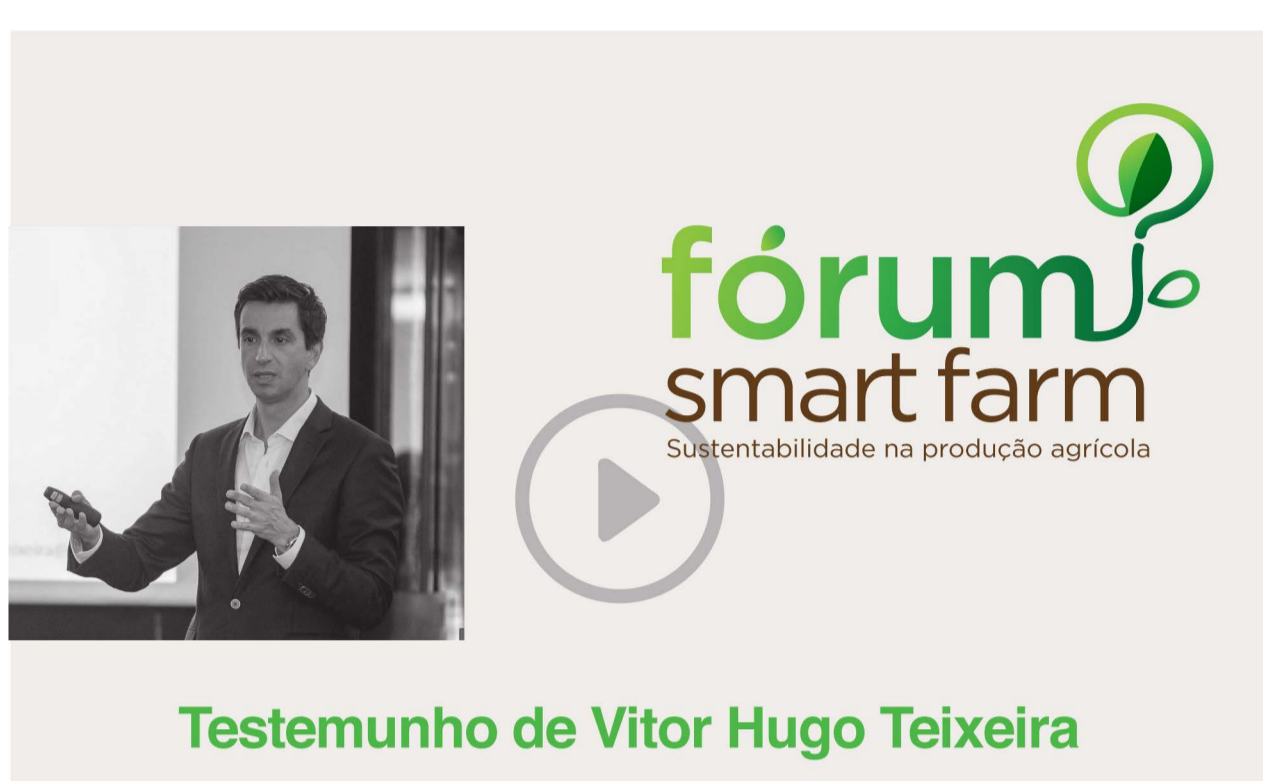 fórum
smart farm
Sustentabilidade na produção agrícola
Testemunho de Vitor Hugo Teixeira